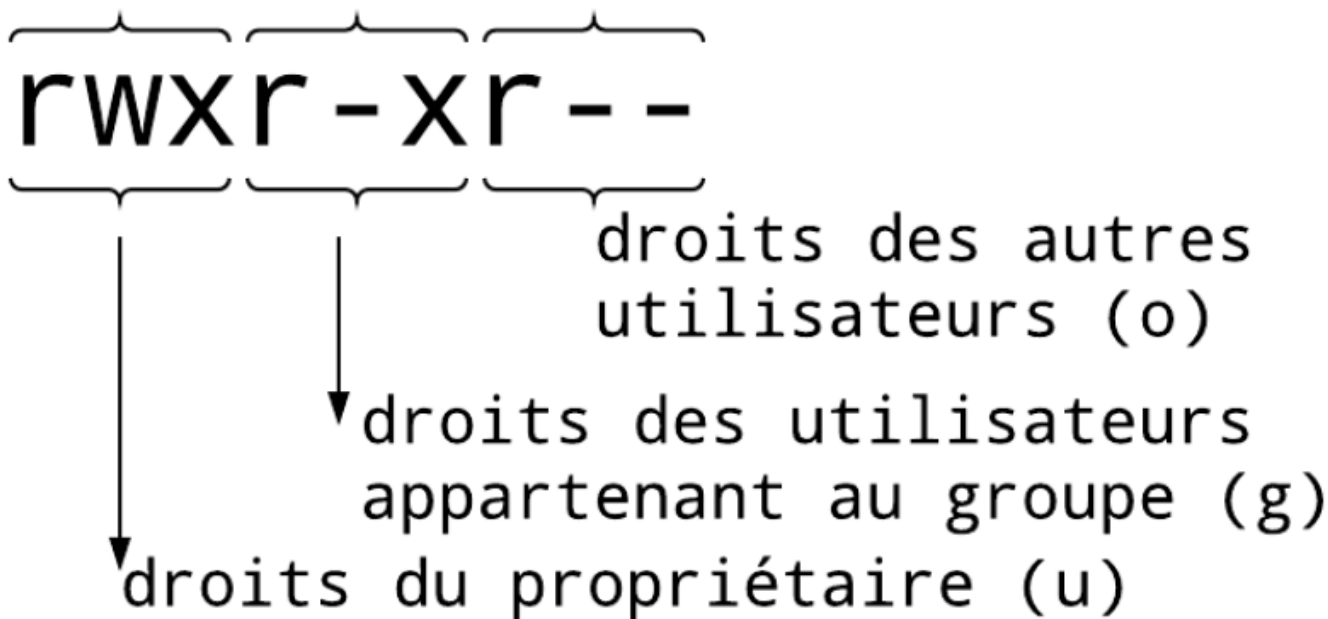 rwxr-xr--
droits des autres
utilisateurs (o)
droits des utilisateurs
appartenant au groupe (g)
droits du propriétaire (u)